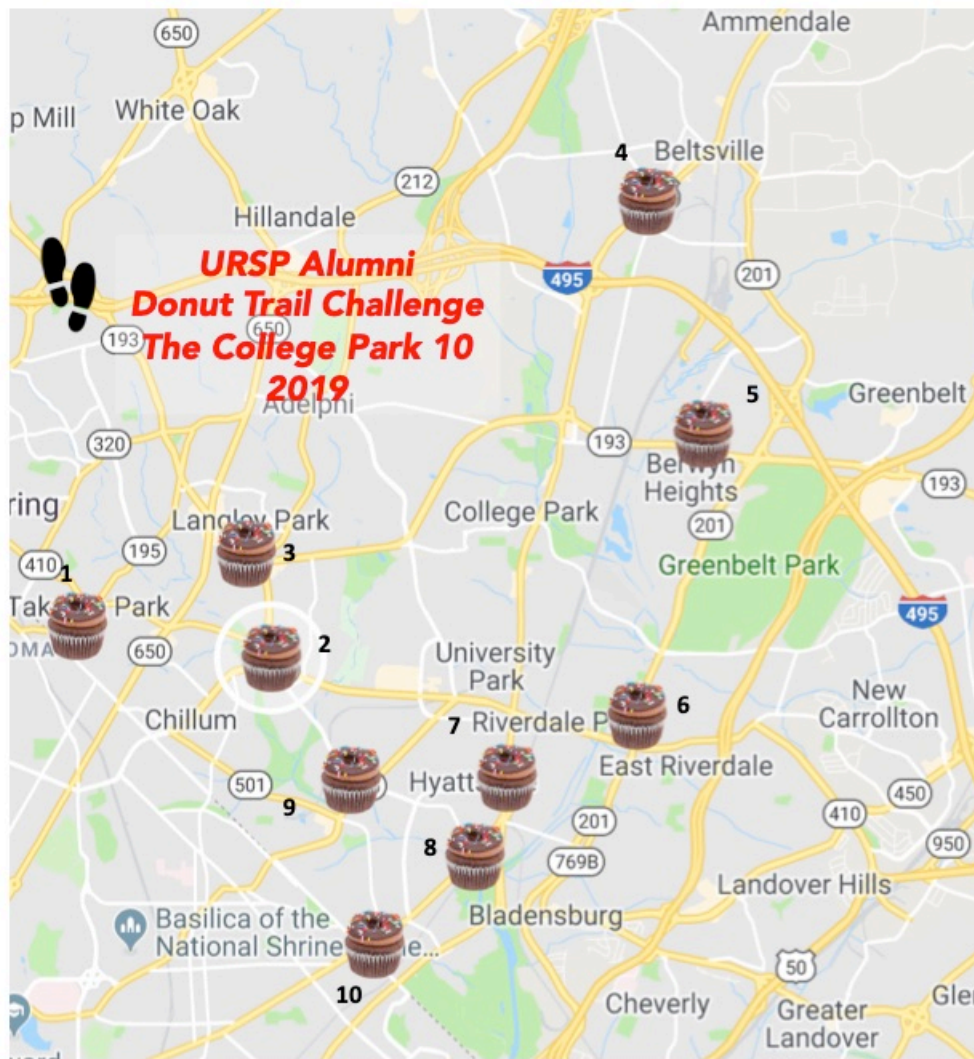 Ammendale
650
p Mill
White Oak
4
Beltsville
212
Hillandale
URSP Alumni
Donut Trail Challenge
The College Park 10
2019
495
201
193
650
Adelphi
5
Greenbelt
320
193
Berwyn
Heights
193
ring
Langley Park
College Park
201
410
195
3
Greenbelt Park
1
Tak Park
495
OMA
650
2
University
Park
New
Carrollton
Chillum
7
Riverdale P
6
East Riverdale
501
9
Hyatt
450
201
410
8
769B
950
Landover Hills
Basilica of the
National Shrine
e...
Bladensburg
50
10
Cheverly
Greater
Landover
Gle